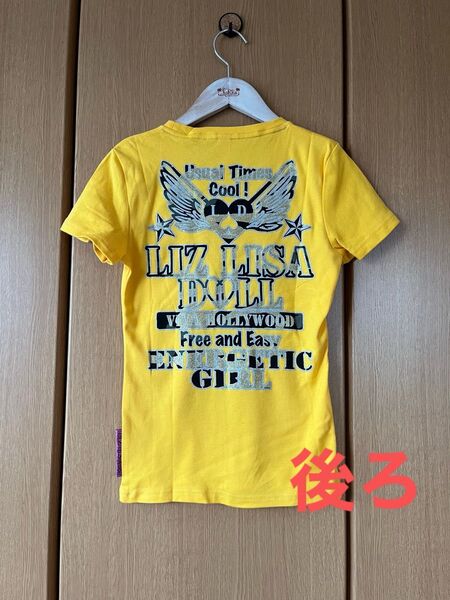 Usual Times
Cool !
L D
LIZ LISA
DOLL
HOLLYWOOD
Free and Easy
ENERGETIC
GIRL
後ろ